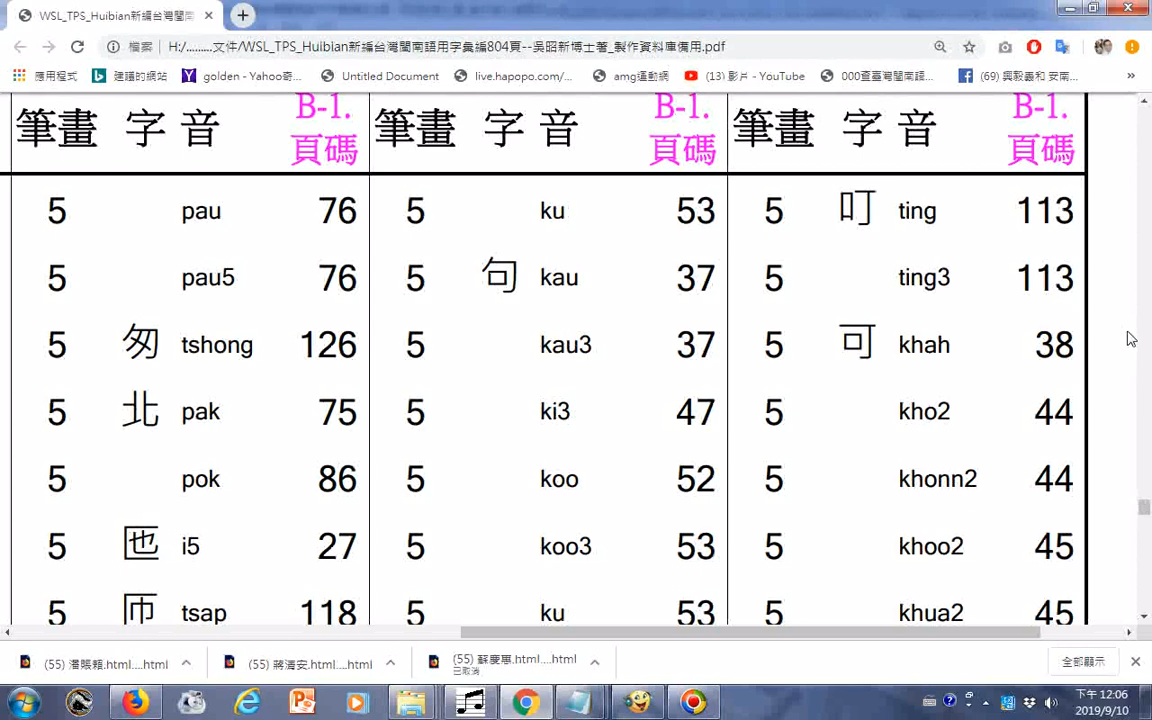 WSL_TPS_Huibian新編台灣閩南
檔案 H:/........文件/WSL_TPS_Huibian新編台灣閩南語用字彙編804頁--吳昭新博士著_製作資料庫備用.pdf
應用程式 建議的網站 golden - Yahoo奇... Untitled Document live.hapopo.com/... amg運動網 (13) 影片 - YouTube 000查臺灣閩南語... (69) 興毅義和 安南...
筆畫 字 音 B-1. 頁碼 筆畫 字 音 B-1. 頁碼 筆畫 字 音 B-1. 頁碼
5 pau 76 5 ku 53 5 叮 ting 113
5 pau5 76 5 句 kau 37 5 ting3 113
5 匆 tshong 126 5 kau3 37 5 可 khah 38
5 北 pak 75 5 ki3 47 5 kho2 44
5 pok 86 5 koo 52 5 khonn2 44
5 匜 i5 27 5 koo3 53 5 khoo2 45
5 匝 tsap 118 5 ku 53 5 khua2 45
(55) 潘賬賴.html....html (55) 蔣海安.html....html (55) 蘇慶軍.html....html 全部顯示
已取消
下午 12:06
2019/9/10